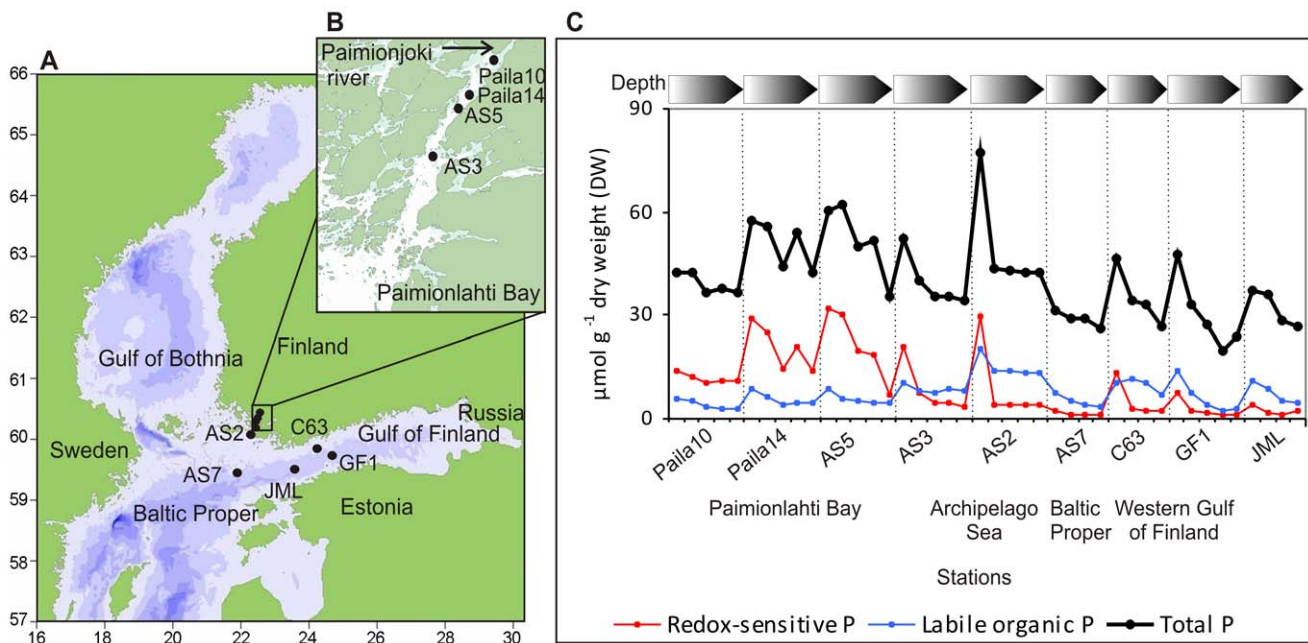 A
66
65
64
63
62
61
60
59
58
57
16
18
20
22
24
26
28
30
Gulf of Bothnia
Finland
Russia
Gulf of Finland
Sweden
AS2
C63
GF1
AS7
JML
Estonia
Baltic Proper
B
Paimionjoki
river
Paila10
Paila14
AS5
AS3
Paimionlahti Bay
C
Depth
90
60
30
0
µmol g -1 dry weight (DW)
Paila10
Paila14
AS5
AS3
AS2
AS7
C63
GF1
JML
Paimionlahti Bay
Archipelago
Sea
Baltic
Proper
Western Gulf
of Finland
Stations
Redox-sensitive P
Labile organic P
Total P